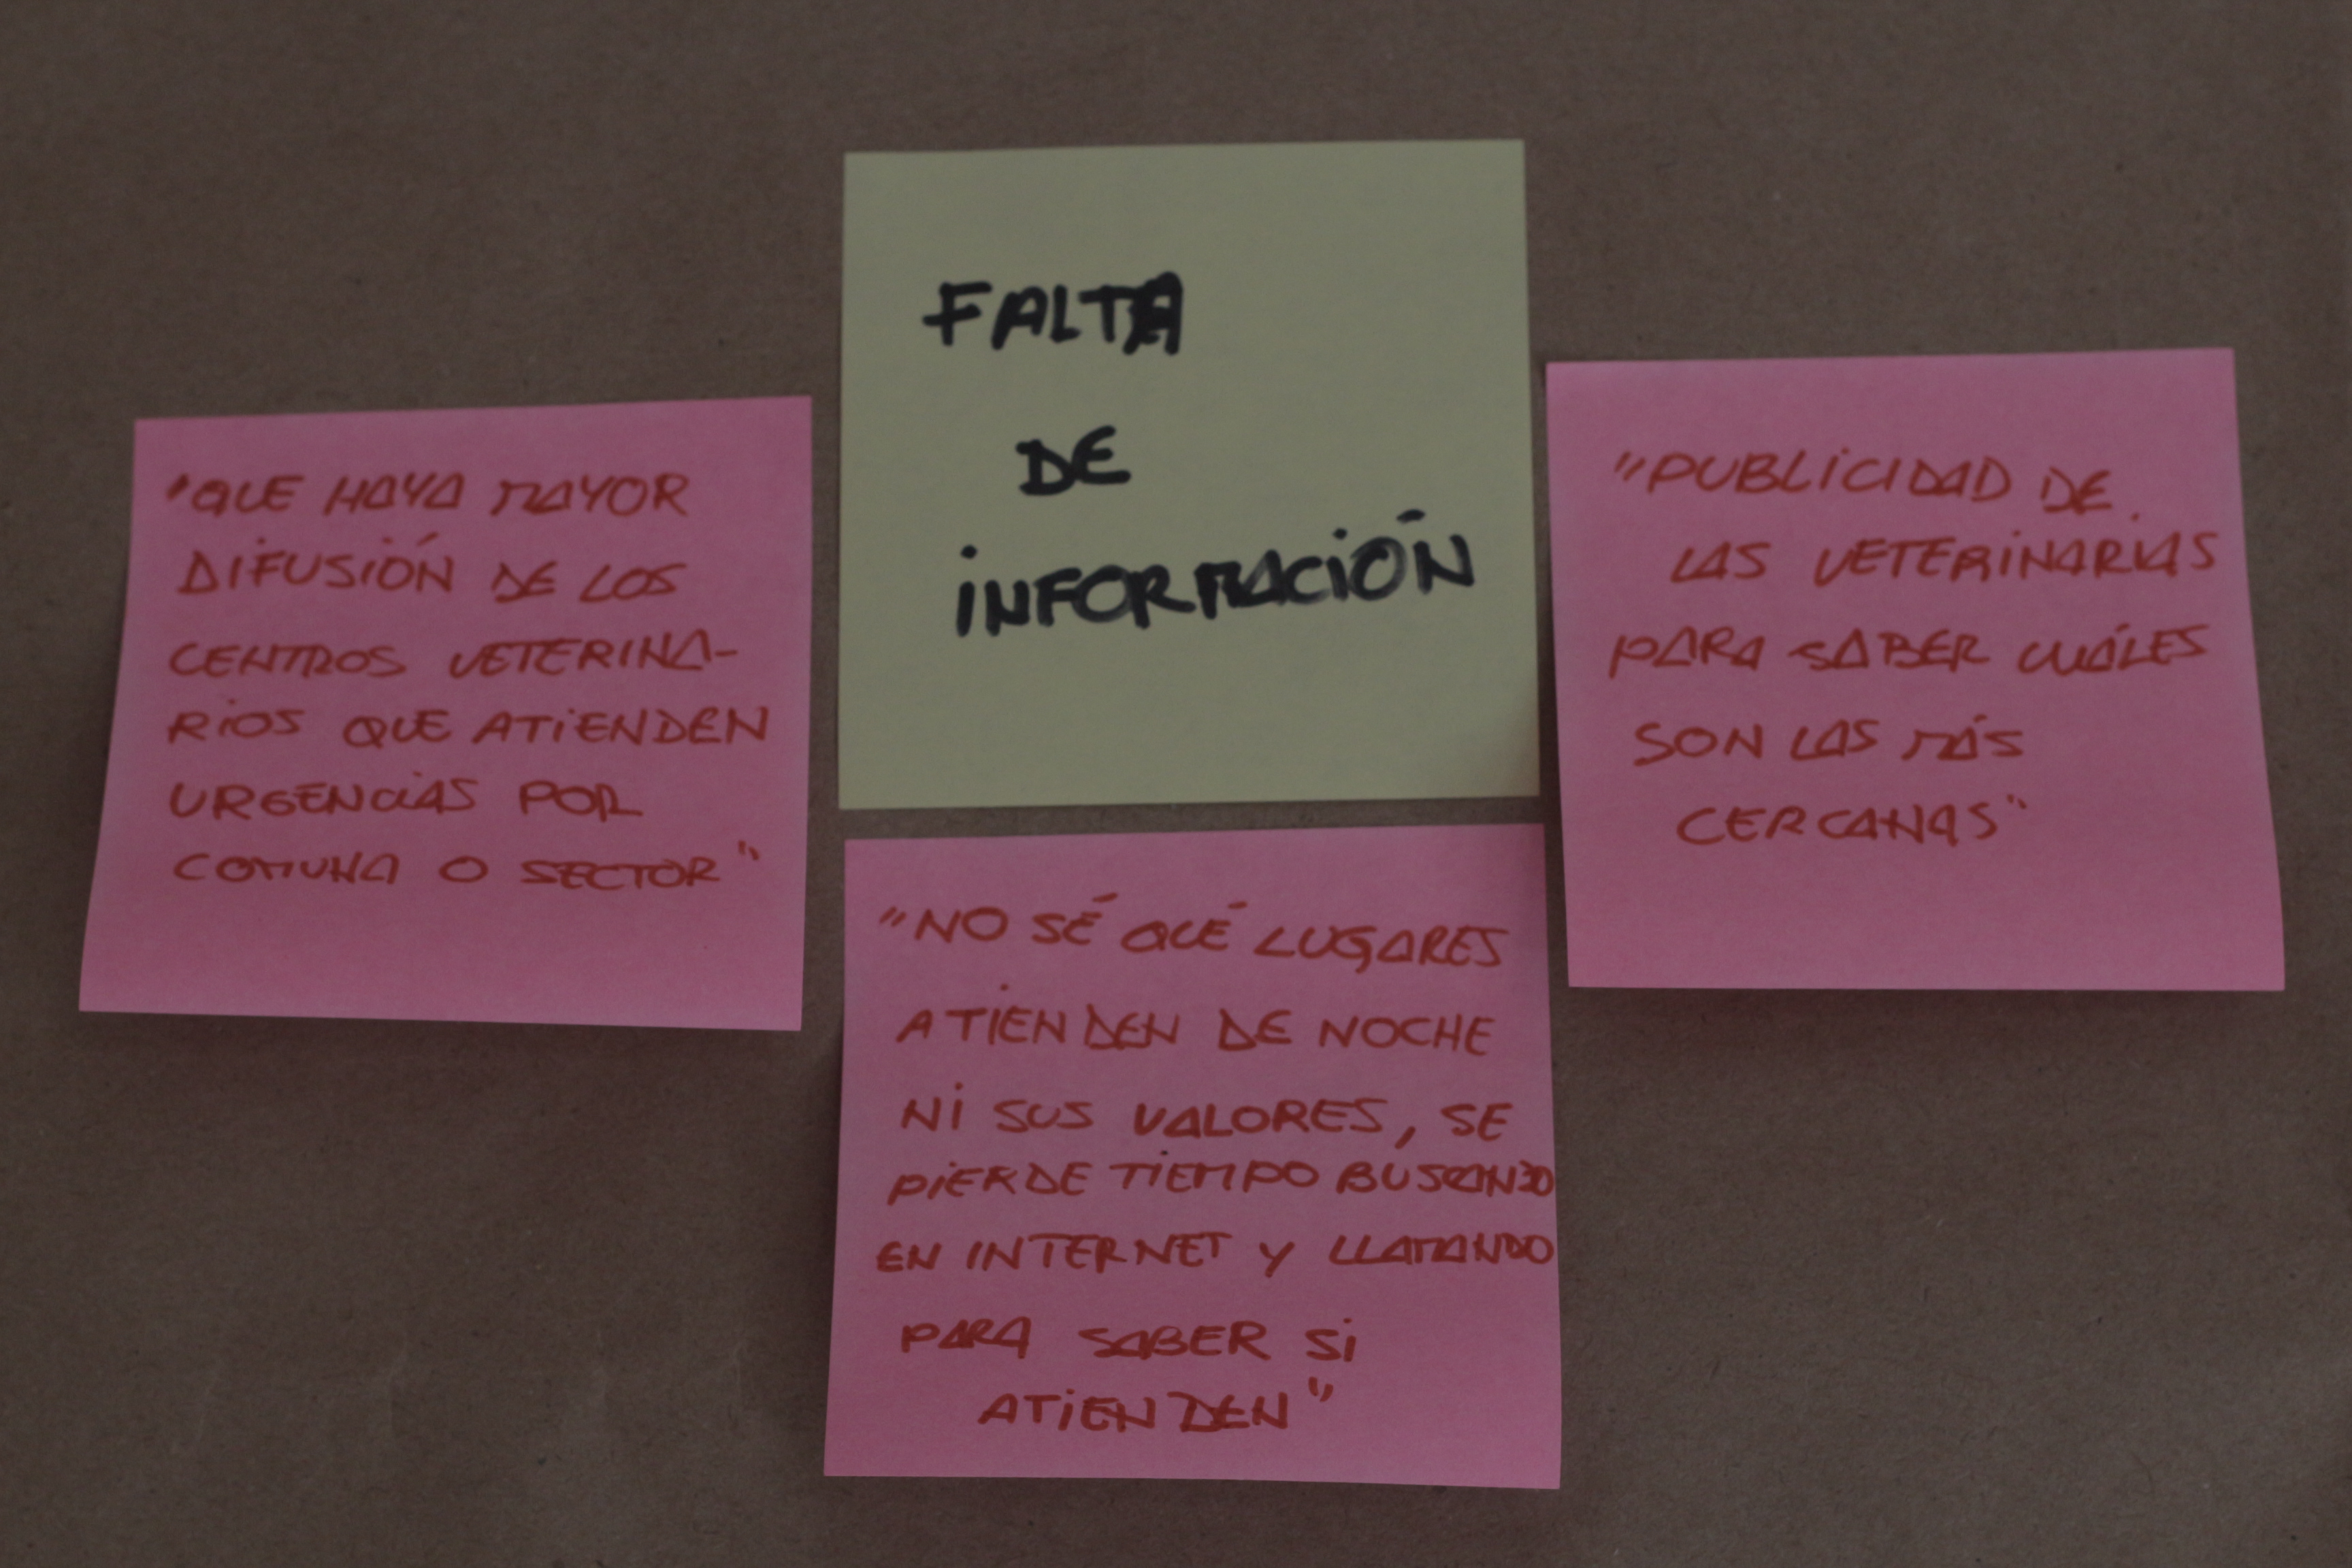 FALTA
DE
INFORMACIÓN
"QUE HAYA MAYOR
DIFUSIÓN DE LOS
CENTROS VETERINA-
RIOS QUE ATIENDEN
URGENCIAS POR
COMUNA O SECTOR"
"NO SÉ QUÉ LUGARES
ATIENDEN DE NOCHE
NI SUS VALORES, SE
PIERDE TIEMPO BUSCANDO
EN INTERNET Y LLAMANDO
PARA SABER SI
ATIENDEN"
"PUBLICIDAD DE
LAS VETERINARIAS
PARA SABER CUÁLES
SON LAS MÁS
CERCANAS"